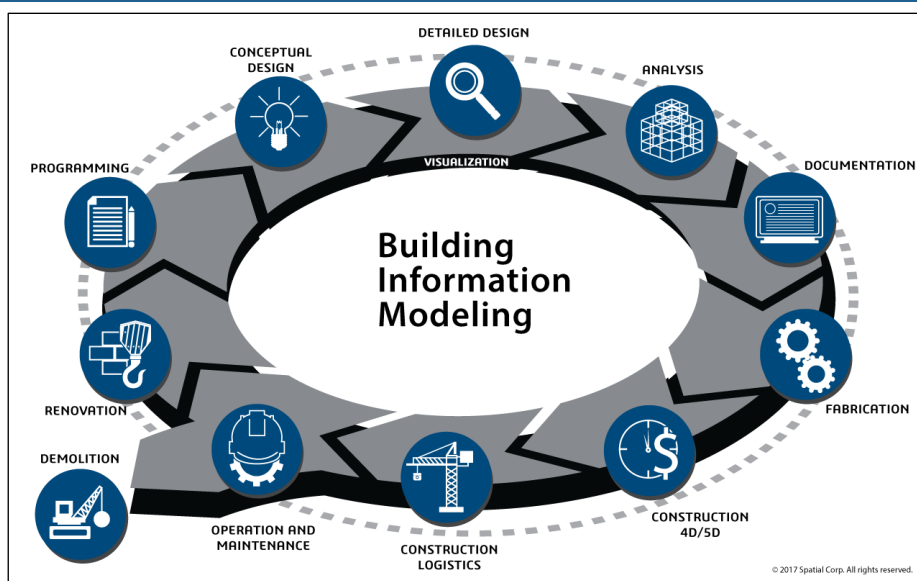 DETAILED DESIGN
CONCEPTUAL
DESIGN
ANALYSIS
PROGRAMMING
VISUALIZATION
DOCUMENTATION
Building
Information
Modeling
RENOVATION
FABRICATION
DEMOLITION
OPERATION AND
MAINTENANCE
CONSTRUCTION
LOGISTICS
$
CONSTRUCTION
4D/5D
© 2017 Spatial Corp. All rights reserved.